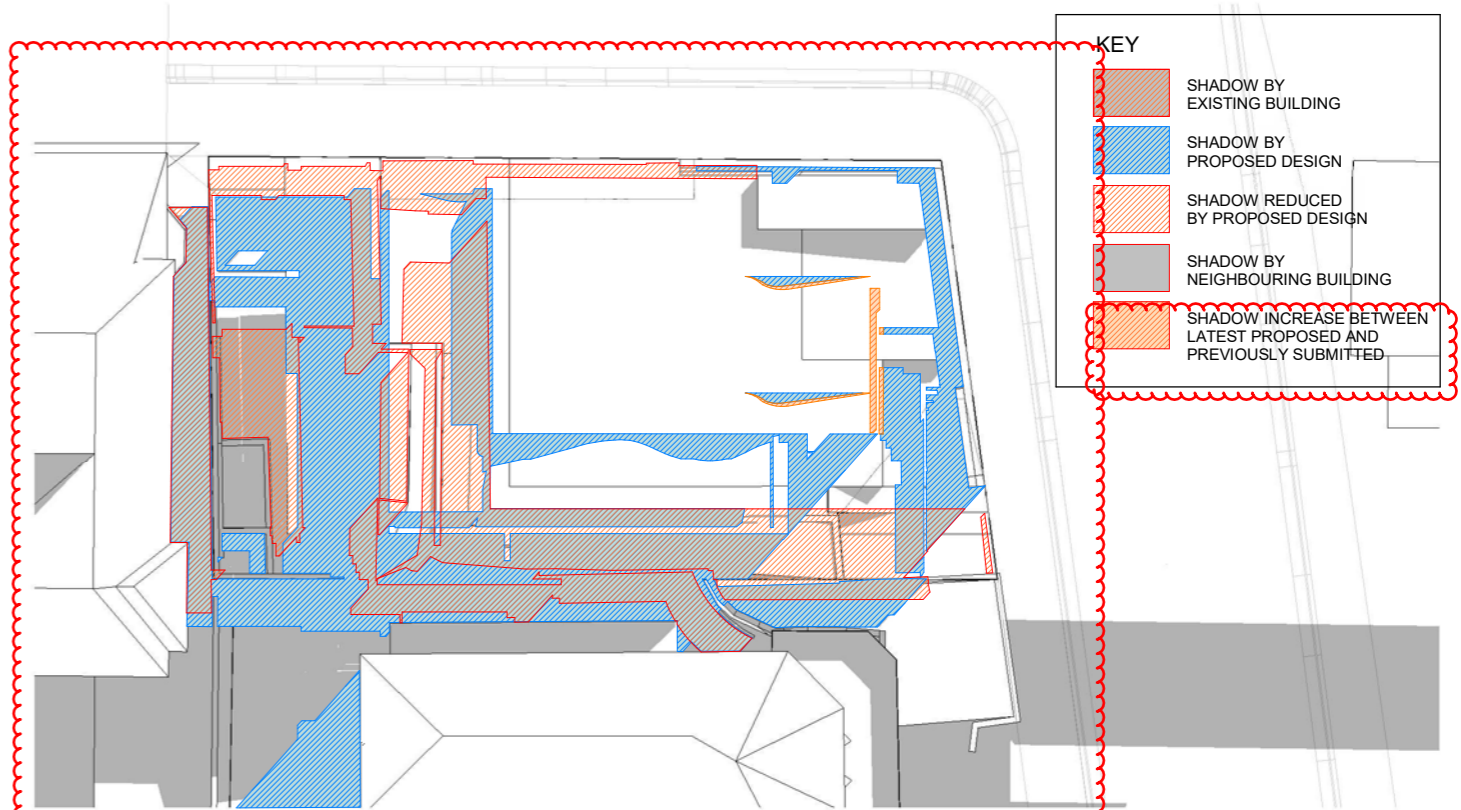 KEY
SHADOW BY
EXISTING BUILDING
SHADOW BY
PROPOSED DESIGN
SHADOW REDUCED
BY PROPOSED DESIGN
SHADOW BY
NEIGHBOURING BUILDING
SHADOW INCREASE BETWEEN
LATEST PROPOSED AND
PREVIOUSLY SUBMITTED